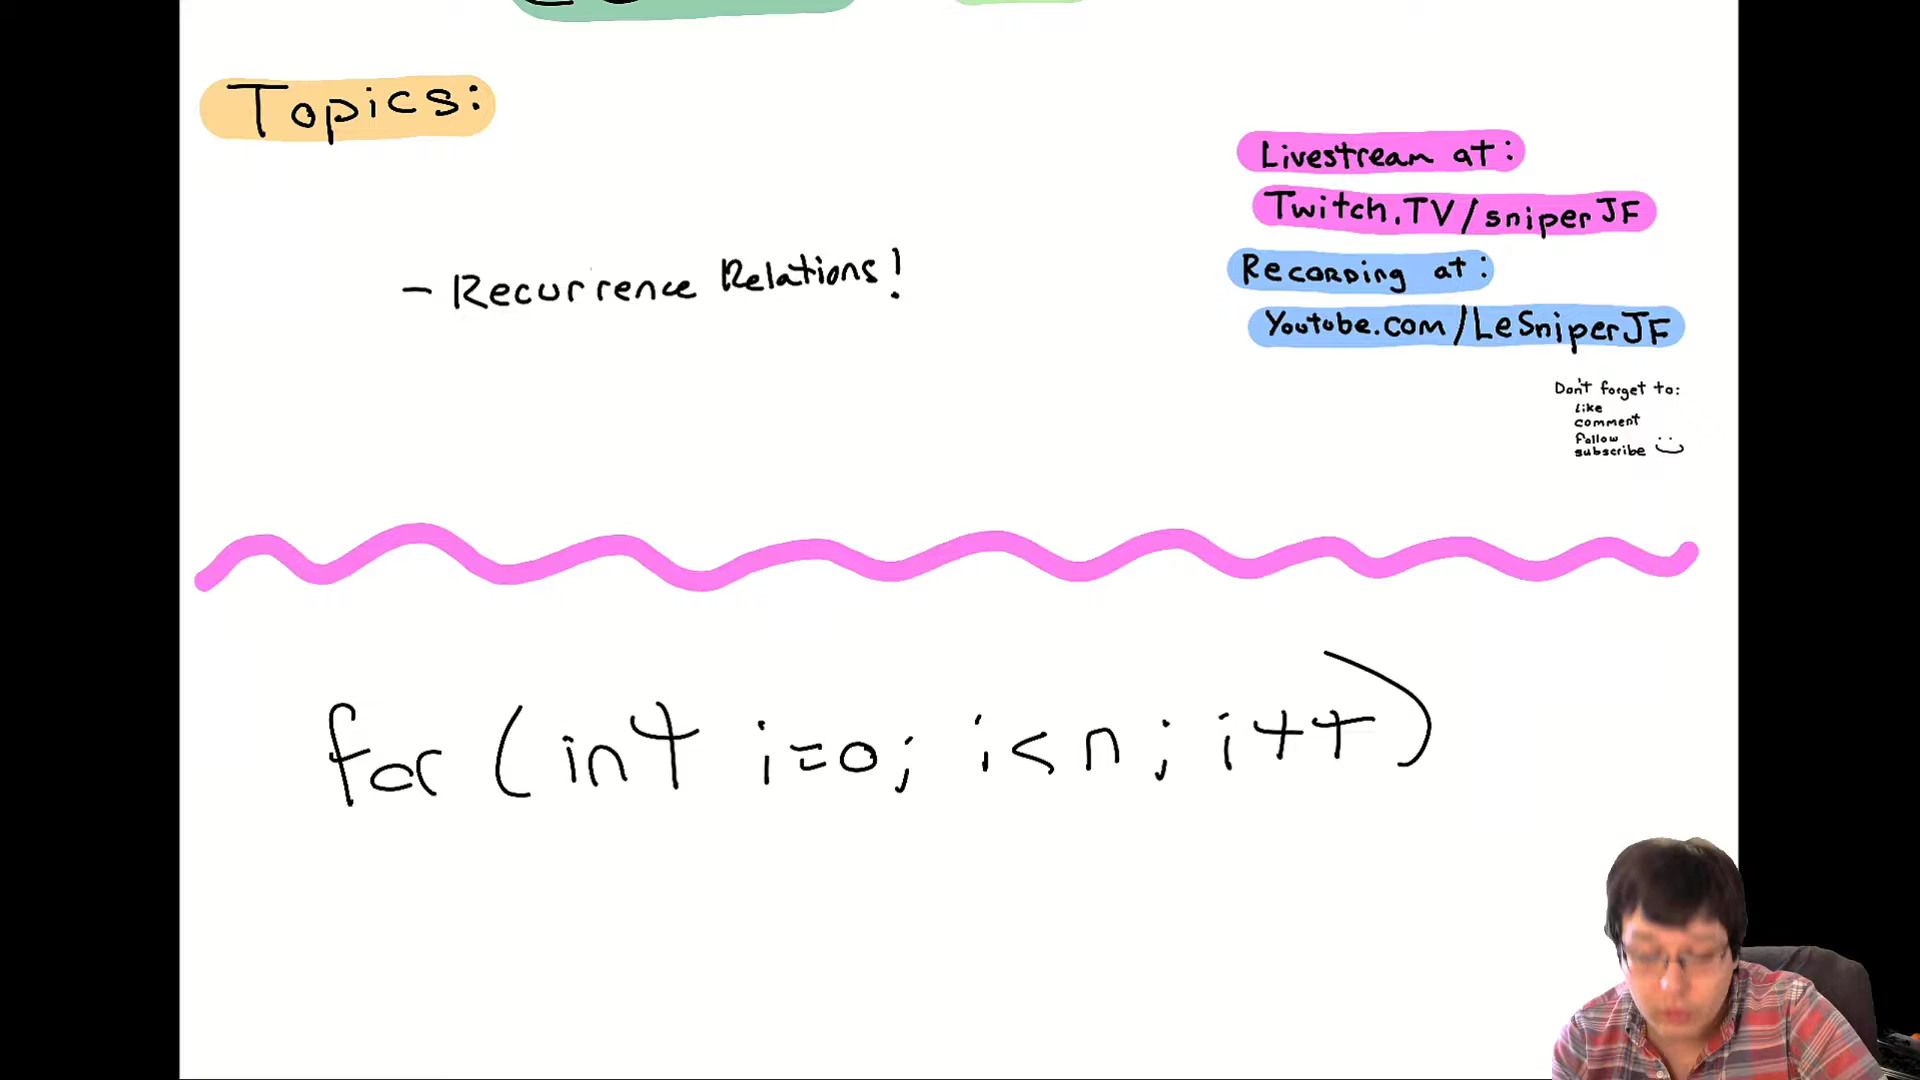 Topics:
- Recurrence Relations!
Livestream at:
Twitch.TV/sniperJF
Recording at:
Youtube.com/LeSniperJF
Don't forget to:
like
comment
follow
subscribe
for (int i=0; i<n; i++)